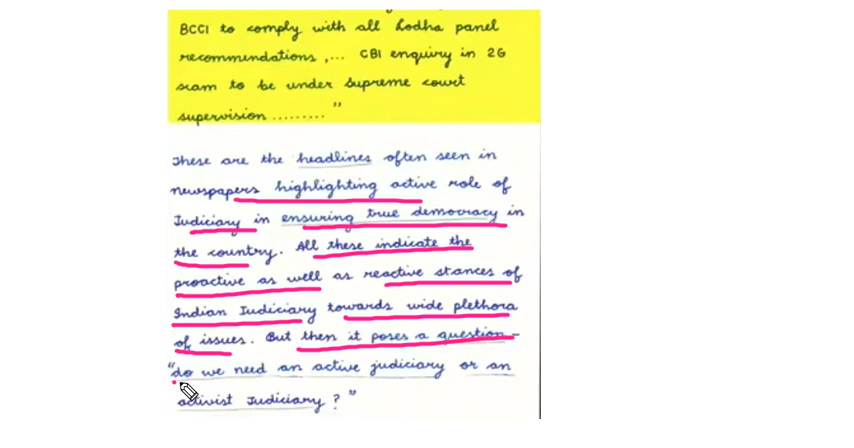 BCCI to comply with all Lodha panel
recommendations,... CBI enquiry in 2G
scam to be under Supreme court
supervision ........."
These are the headlines often seen in
newspapers highlighting active role of
Judiciary in ensuring true democracy in
the country. All these indicate the
proactive as well as reactive stances of
Indian Judiciary towards wide plethora
of issues. But then it poses a question -
"do we need an active judiciary or an
activist Judiciary?"